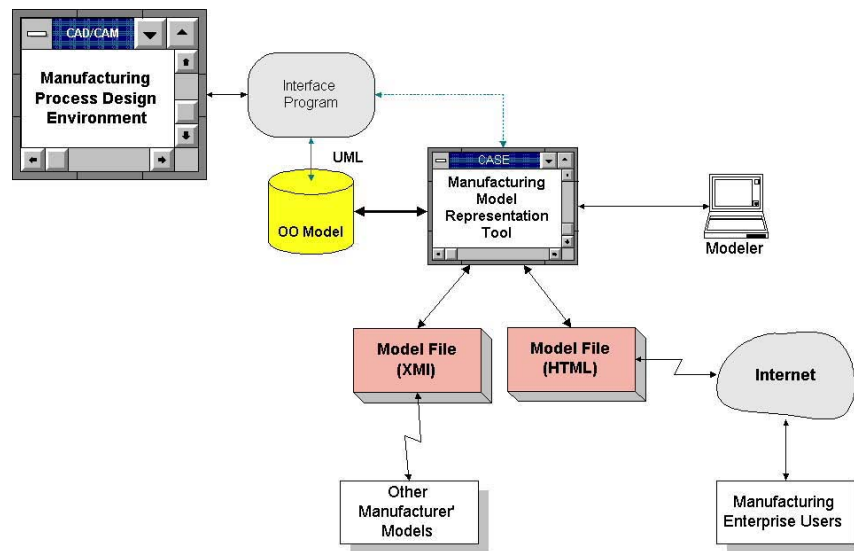 CAD/CAM
Manufacturing
Process Design
Environment
Interface
Program
UML
OO Model
CASE
Manufacturing
Model
Representation
Tool
Modeler
Model File
(XMI)
Model File
(HTML)
Internet
Other
Manufacturer'
Models
Manufacturing
Enterprise Users